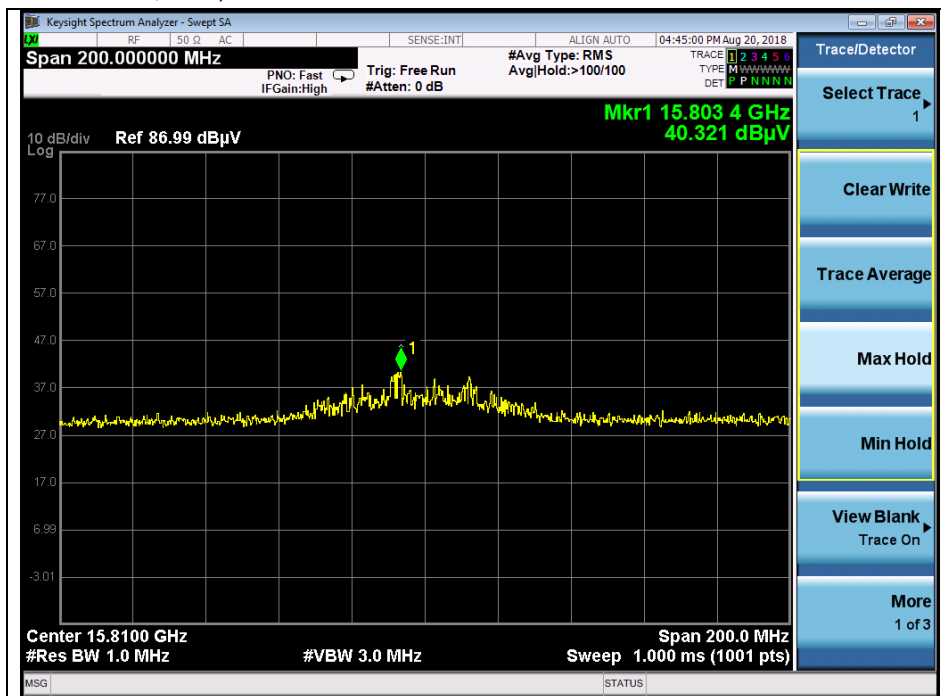 Keysight Spectrum Analyzer - Swept SA
LXI RF 50 Ω AC SENSE:INT ALIGN AUTO 04:45:00 PM Aug 20, 2018
Span 200.000000 MHz
PNO: Fast
IFGain:High
Trig: Free Run
#Atten: 0 dB
#Avg Type: RMS
Avg|Hold:>100/100
TRACE 1 2 3 4 5 6
TYPE M WWWWW
DET P P N N N N
Mkr1 15.803 4 GHz
40.321 dBµV
10 dB/div Ref 86.99 dBµV
Log
77.0
67.0
57.0
47.0
37.0
27.0
17.0
6.99
-3.01
1
Center 15.8100 GHz Span 200.0 MHz
#Res BW 1.0 MHz #VBW 3.0 MHz Sweep 1.000 ms (1001 pts)
MSG STATUS
Trace/Detector
Select Trace
1
Clear Write
Trace Average
Max Hold
Min Hold
View Blank
Trace On
More
1 of 3